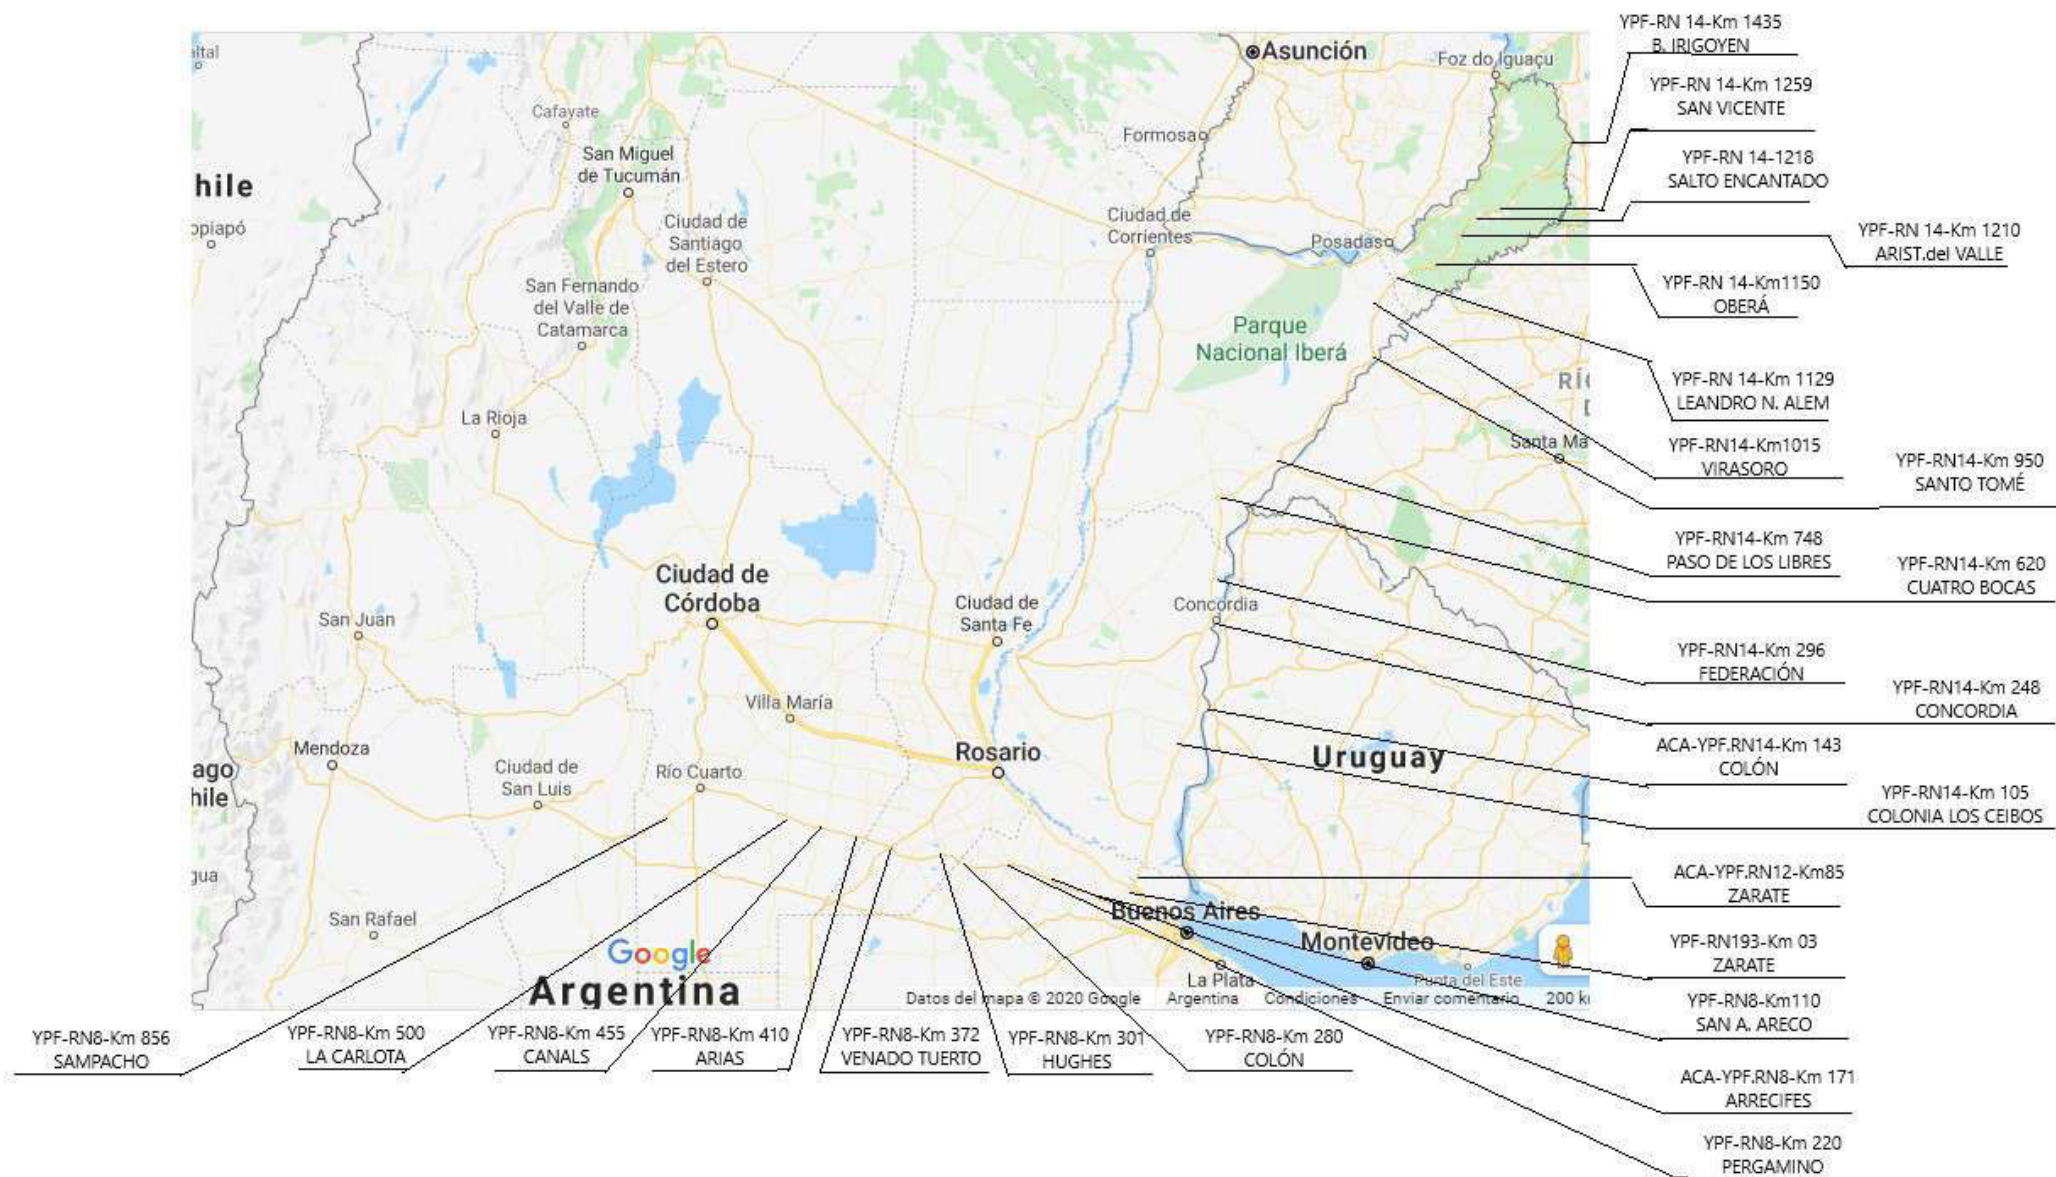 YPF-RN 14-Km 1435
B. IRIGOYEN
YPF-RN 14-Km 1259
SAN VICENTE
YPF-RN 14-1218
SALTO ENCANTADO
YPF-RN 14-Km 1210
ARIST.del VALLE
YPF-RN 14-Km1150
OBERÁ
YPF-RN 14-Km 1129
LEANDRO N. ALEM
YPF-RN14-Km1015
VIRASORO
YPF-RN14-Km 950
SANTO TOMÉ
YPF-RN14-Km 748
PASO DE LOS LIBRES
YPF-RN14-Km 620
CUATRO BOCAS
YPF-RN14-Km 296
FEDERACIÓN
YPF-RN14-Km 248
CONCORDIA
ACA-YPF.RN14-Km 143
COLÓN
YPF-RN14-Km 105
COLONIA LOS CEIBOS
ACA-YPF.RN12-Km85
ZARATE
YPF-RN193-Km 03
ZARATE
YPF-RN8-Km110
SAN A. ARECO
ACA-YPF.RN8-Km 171
ARRECIFES
YPF-RN8-Km 220
PERGAMINO
YPF-RN8-Km 856
SAMPACHO
YPF-RN8-Km 500
LA CARLOTA
YPF-RN8-Km 455
CANALS
YPF-RN8-Km 410
ARIAS
YPF-RN8-Km 372
VENADO TUERTO
YPF-RN8-Km 301
HUGHES
YPF-RN8-Km 280
COLÓN
ltal
Asunción
Foz do Iguaçu
Cafayate
Formosa
San Miguel
de Tucumán
hile
opiapó
Ciudad de
Santiago
del Estero
Ciudad de
Corrientes
Posadas
San Fernando
del Valle de
Catamarca
Parque
Nacional Iberá
RÍ
La Rioja
Santa Ma
Ciudad de
Córdoba
Ciudad de
Santa Fe
Concordia
San Juan
Villa María
Mendoza
Rosario
Uruguay
ago
hile
Ciudad de
San Luis
Río Cuarto
gua
San Rafael
Buenos Aires
Montevideo
Google
Argentina
La Plata
Punta del Este
Datos del mapa © 2020 Google
Argentina
Condiciones
Enviar comentario
200 k